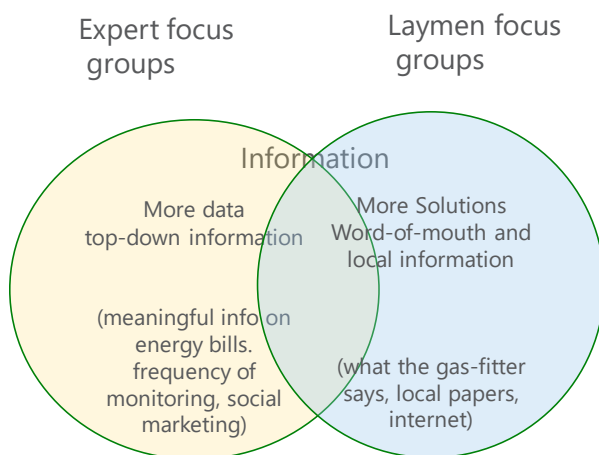 Expert focus
groups
Laymen focus
groups
Information
More data
top-down information
More Solutions
Word-of-mouth and
local information
(meaningful info on
energy bills.
frequency of
monitoring, social
marketing)
(what the gas-fitter
says, local papers,
internet)